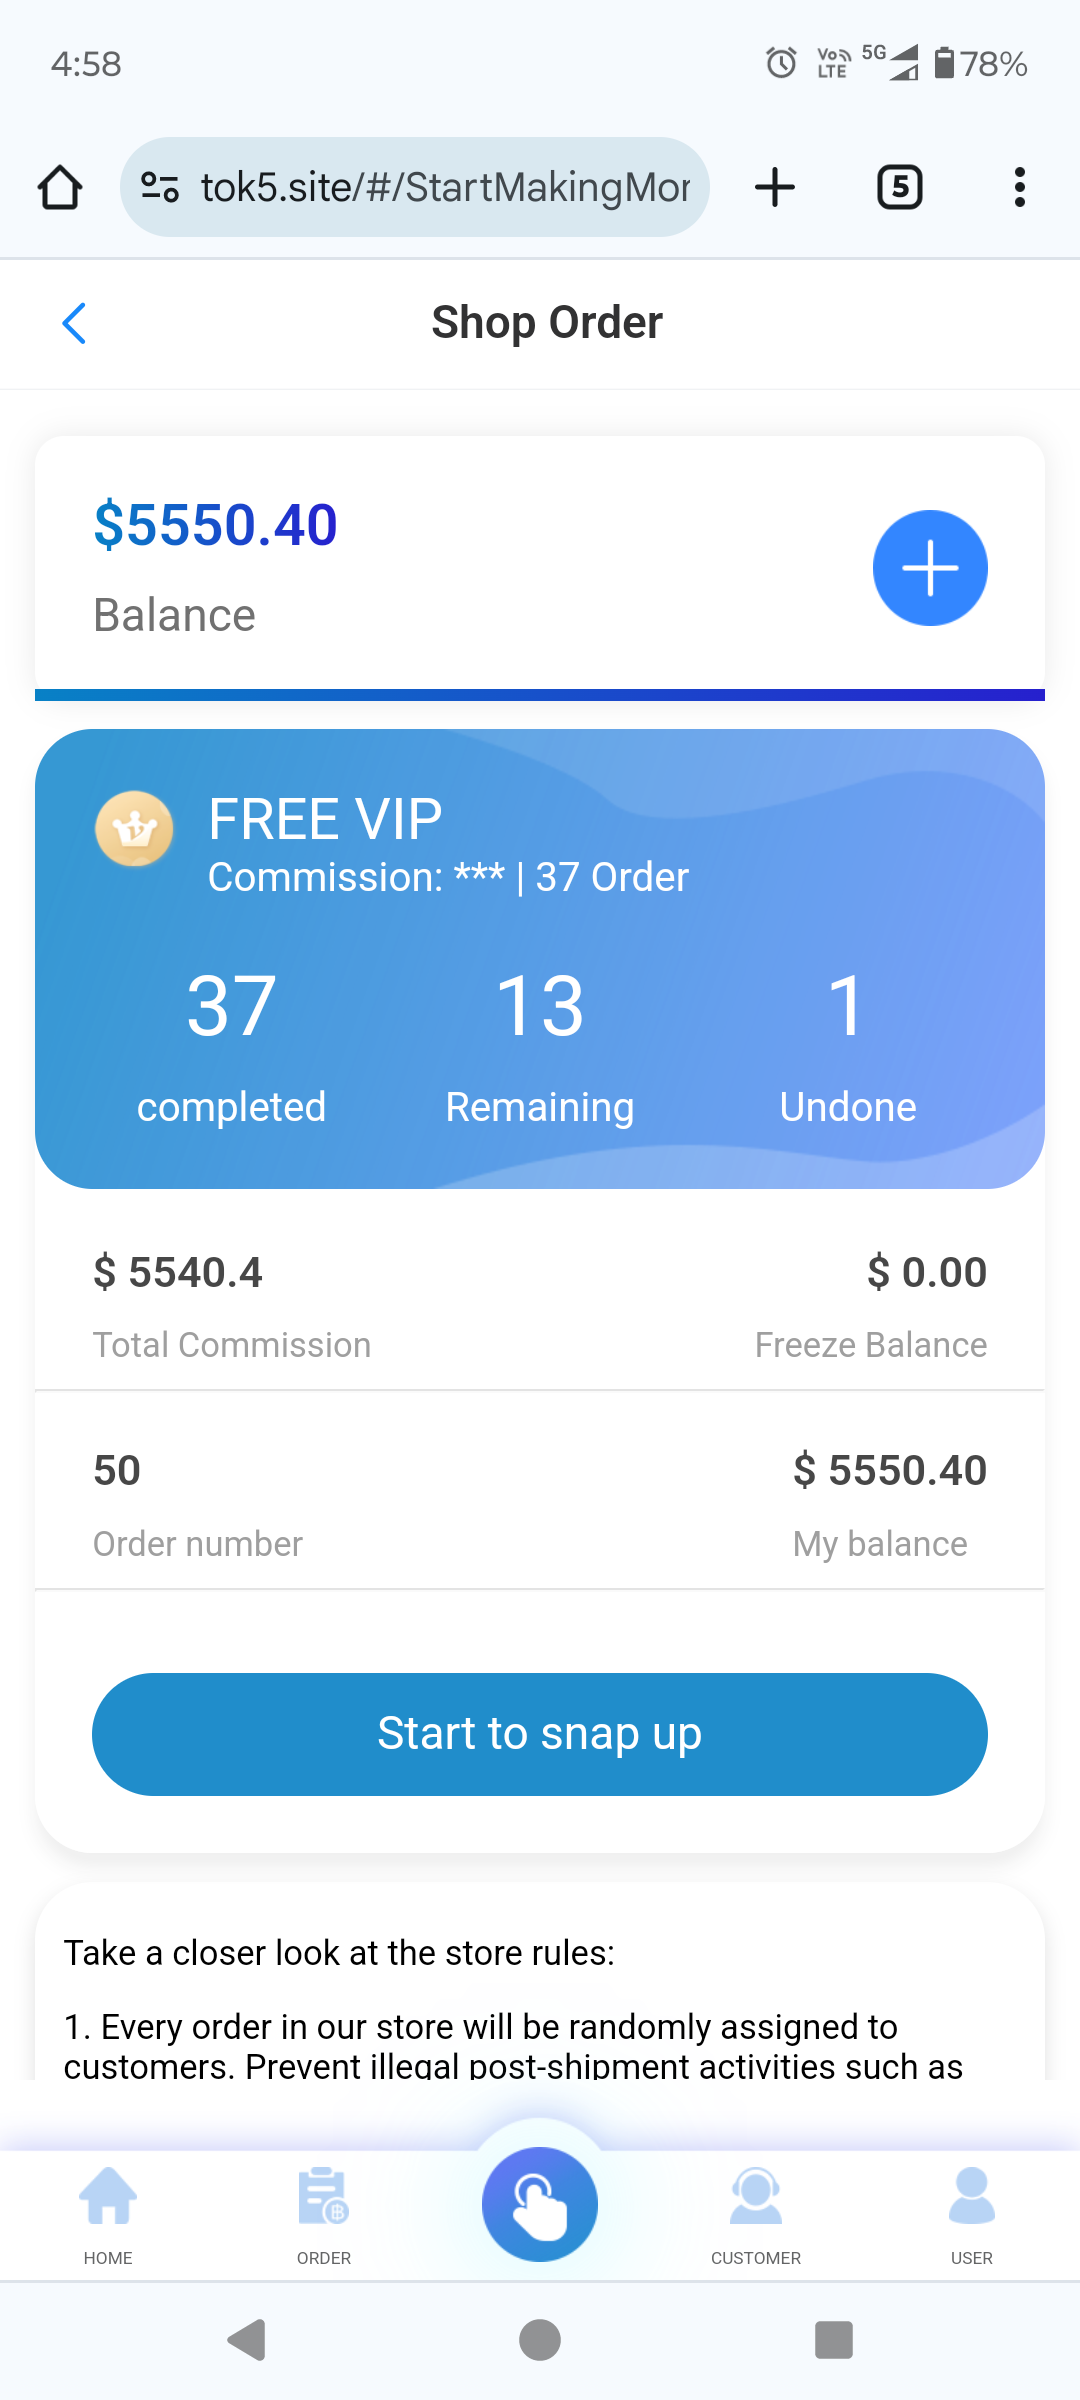 4:58
Vo LTE 5G 78%
tok5.site/#/StartMakingMor
5
Shop Order
$5550.40
Balance
FREE VIP
Commission: *** | 37 Order
37 13 1
completed Remaining Undone
$ 5540.4 $ 0.00
Total Commission Freeze Balance
50 $ 5550.40
Order number My balance
Start to snap up
Take a closer look at the store rules:
1. Every order in our store will be randomly assigned to
customers. Prevent illegal post-shipment activities such as
HOME ORDER CUSTOMER USER